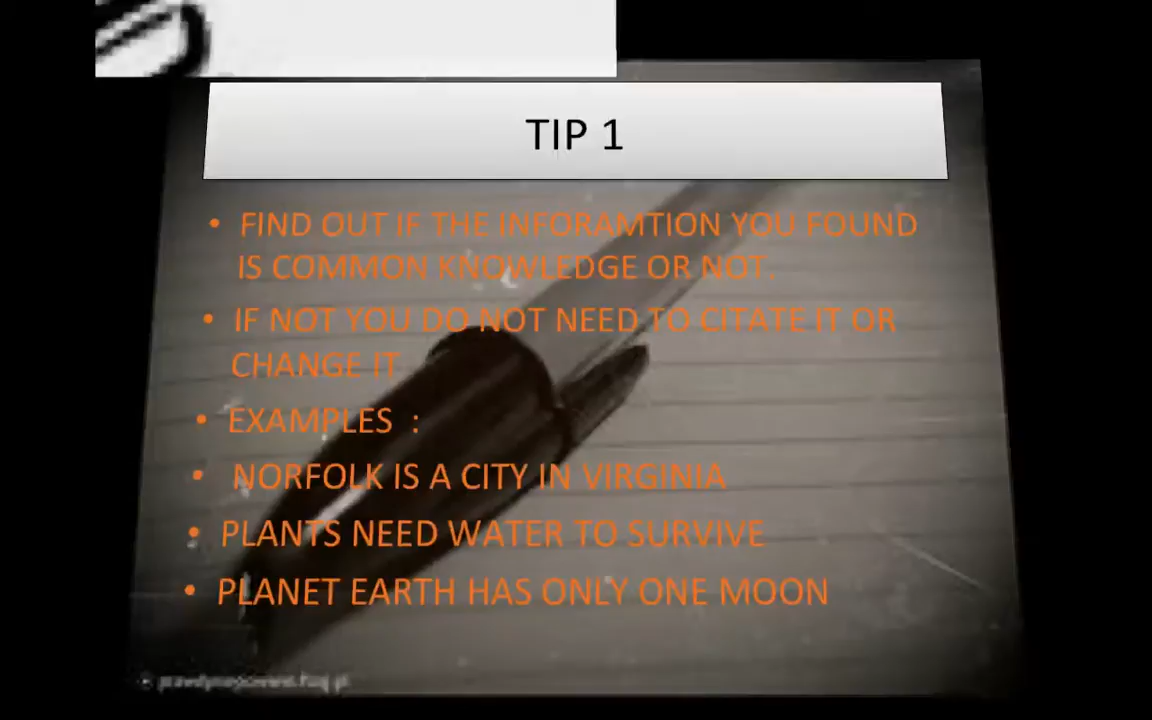 TIP 1
• FIND OUT IF THE INFORAMTION YOU FOUND
IS COMMON KNOWLEDGE OR NOT.
• IF NOT YOU DO NOT NEED TO CITATE IT OR
CHANGE IT
• EXAMPLES :
• NORFOLK IS A CITY IN VIRGINIA
• PLANTS NEED WATER TO SURVIVE
• PLANET EARTH HAS ONLY ONE MOON